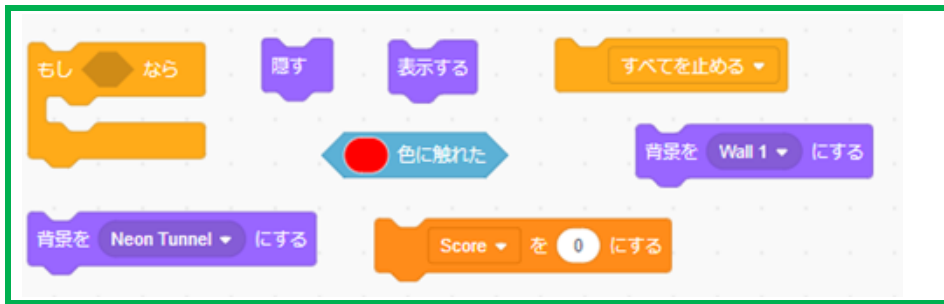 もし なら
隠す
表示する
すべてを止める
色に触れた
背景を Wall 1 にする
背景を Neon Tunnel にする
Score を 0 にする